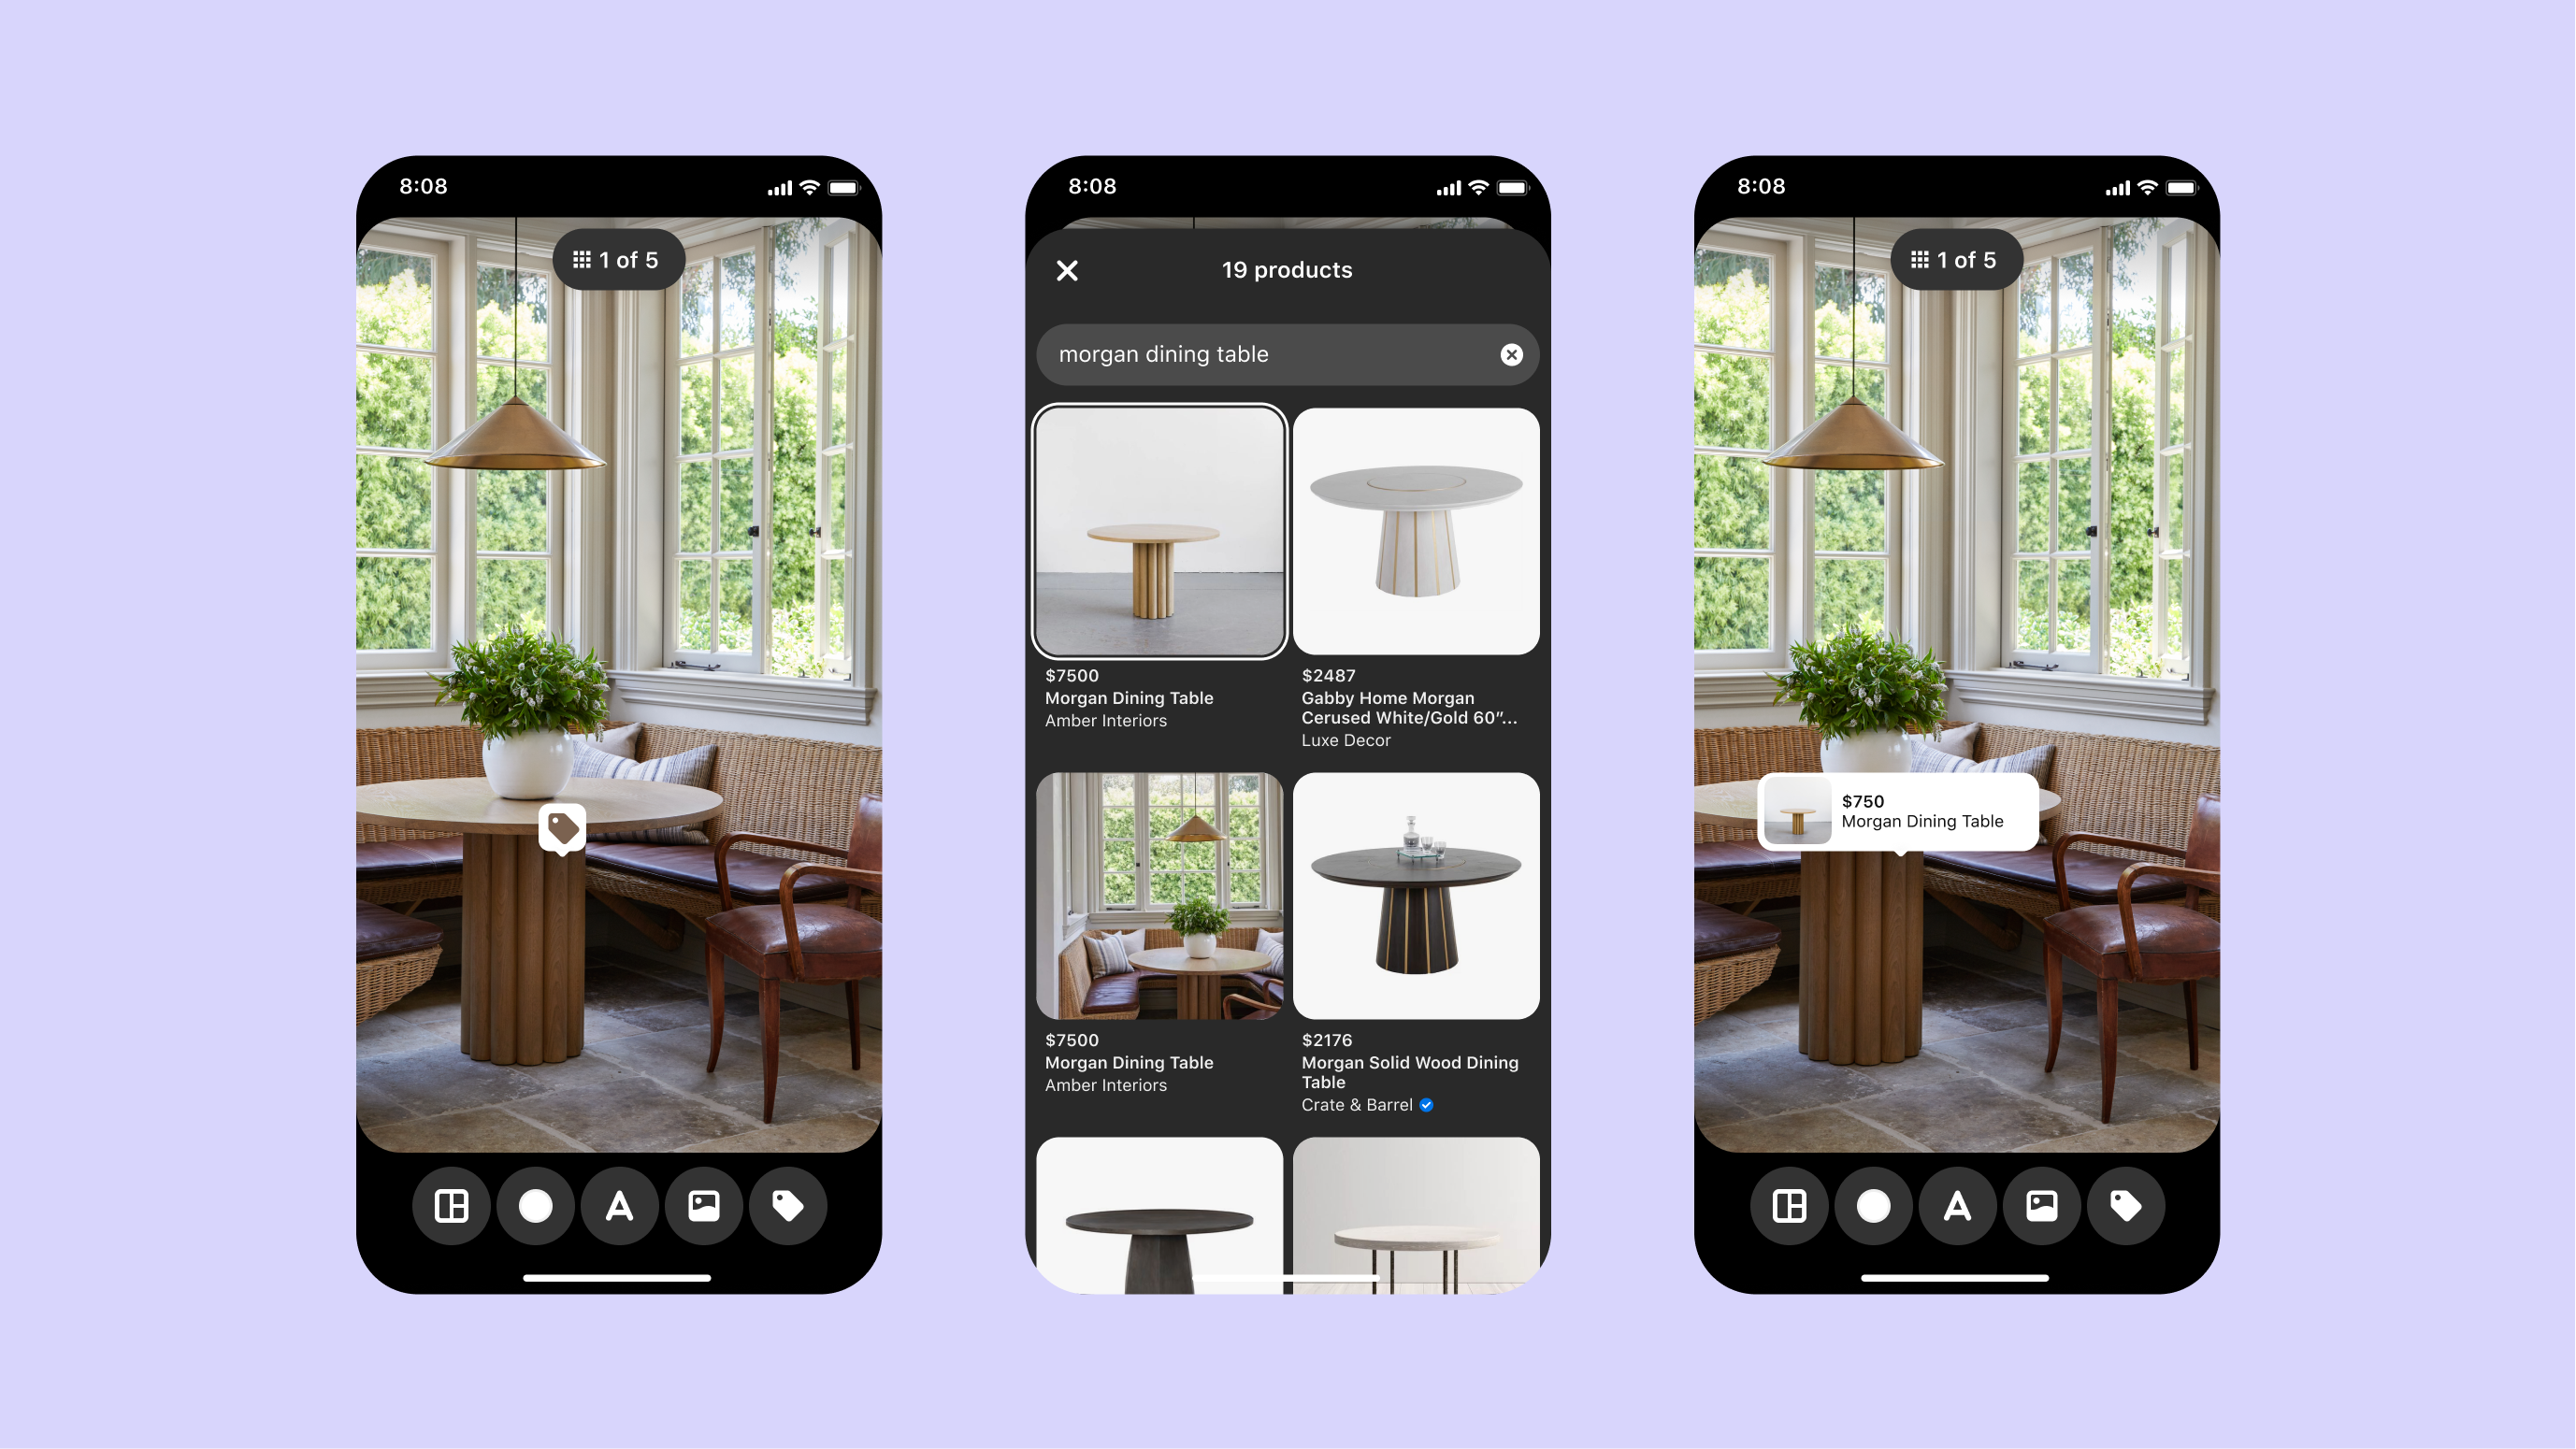 8:08
1 of 5
8:08
19 products
morgan dining table
$7500
Morgan Dining Table
Amber Interiors
$2487
Gabby Home Morgan
Cerused White/Gold 60”...
Luxe Decor
$7500
Morgan Dining Table
Amber Interiors
$2176
Morgan Solid Wood Dining
Table
Crate & Barrel
8:08
1 of 5
$750
Morgan Dining Table
A
A